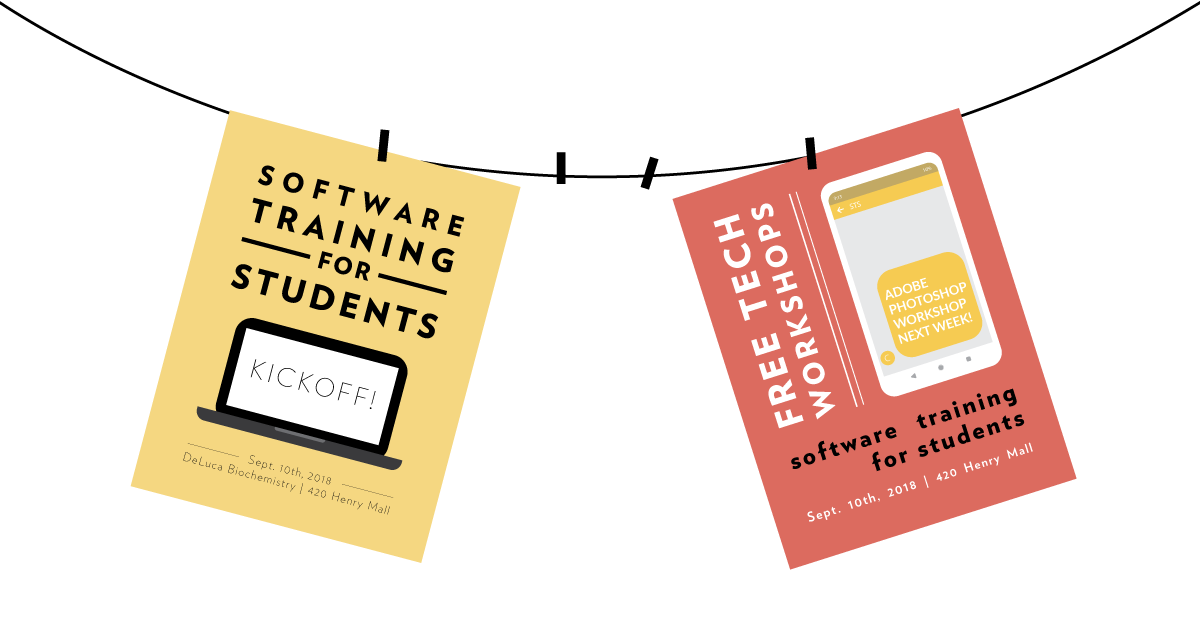 SOFTWARE
TRAINING
FOR
STUDENTS
KICKOFF!
Sept. 10th, 2018
DeLuca Biochemistry | 420 Henry Mall
FREE TECH
WORKSHOPS
STS
ADOBE
PHOTOSHOP
WORKSHOP
NEXT WEEK!
C
software training
for students
Sept. 10th, 2018 | 420 Henry Mall